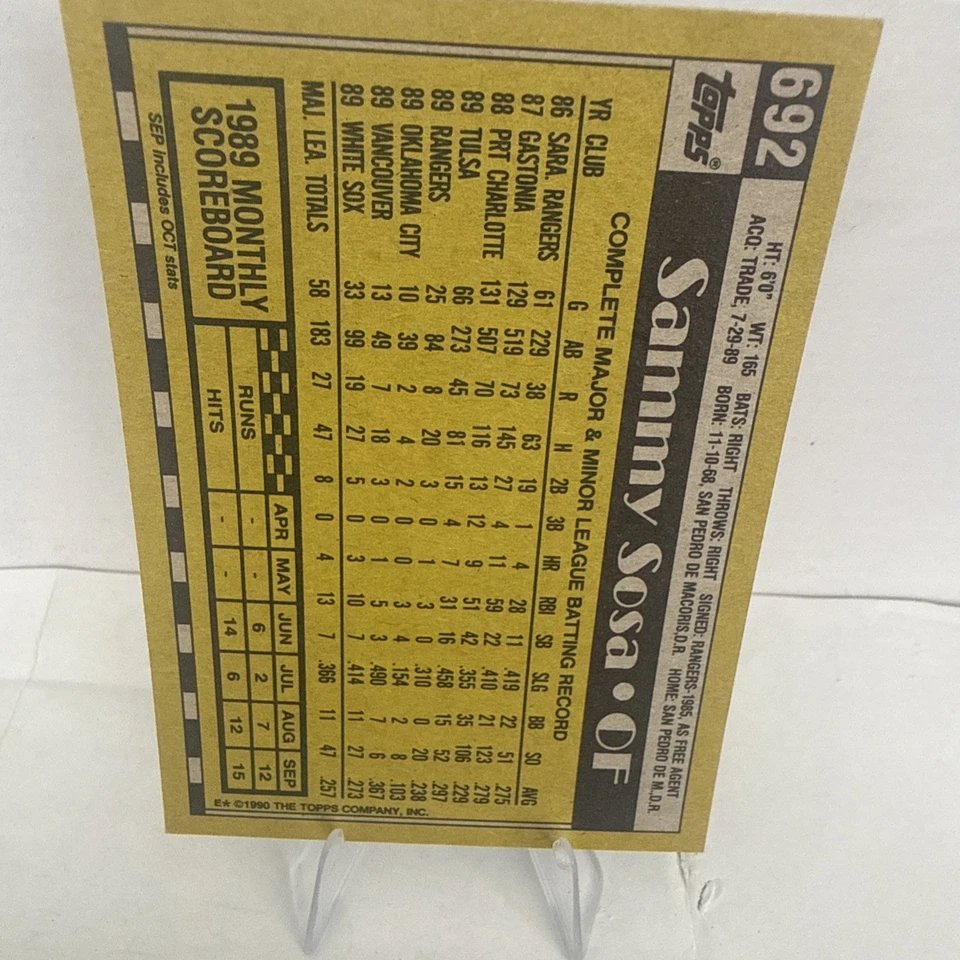 692
topps®
HT: 6'0" WT: 165 BATS: RIGHT THROWS: RIGHT SIGNED: RANGERS-1985, AS FREE AGENT
ACQ: TRADE, 7-29-89 BORN: 11-10-68, SAN PEDRO DE MACORIS,D.R. HOME: SAN PEDRO DE M.,D.R.
Sammy Sosa • OF
COMPLETE MAJOR & MINOR LEAGUE BATTING RECORD
YR CLUB G AB R H 2B 3B HR RBI SB SLG BB SO AVG
86 SARA. RANGERS 61 229 38 63 19 1 4 28 11 .419 22 51 .275
87 GASTONIA 129 519 73 145 27 4 11 59 22 .410 21 123 .279
88 PRT CHARLOTTE 131 507 70 116 13 12 9 51 42 .355 35 106 .229
89 TULSA 66 273 45 81 15 4 7 31 16 .458 15 52 .297
89 RANGERS 25 84 8 20 3 0 1 3 0 .310 0 20 .238
89 OKLAHOMA CITY 10 39 2 4 2 0 0 3 4 .154 2 8 .103
89 VANCOUVER 13 49 7 18 3 0 1 5 3 .490 7 6 .367
89 WHITE SOX 33 99 19 27 5 0 3 10 7 .414 11 27 .273
MAJ. LEA. TOTALS 58 183 27 47 8 0 4 13 7 .366 11 47 .257
1989 MONTHLY
SCOREBOARD
APR MAY JUN JUL AUG SEP
RUNS - - 6 2 7 12
HITS - - 14 6 12 15
SEP includes OCT stats
E* ©1990 THE TOPPS COMPANY, INC.